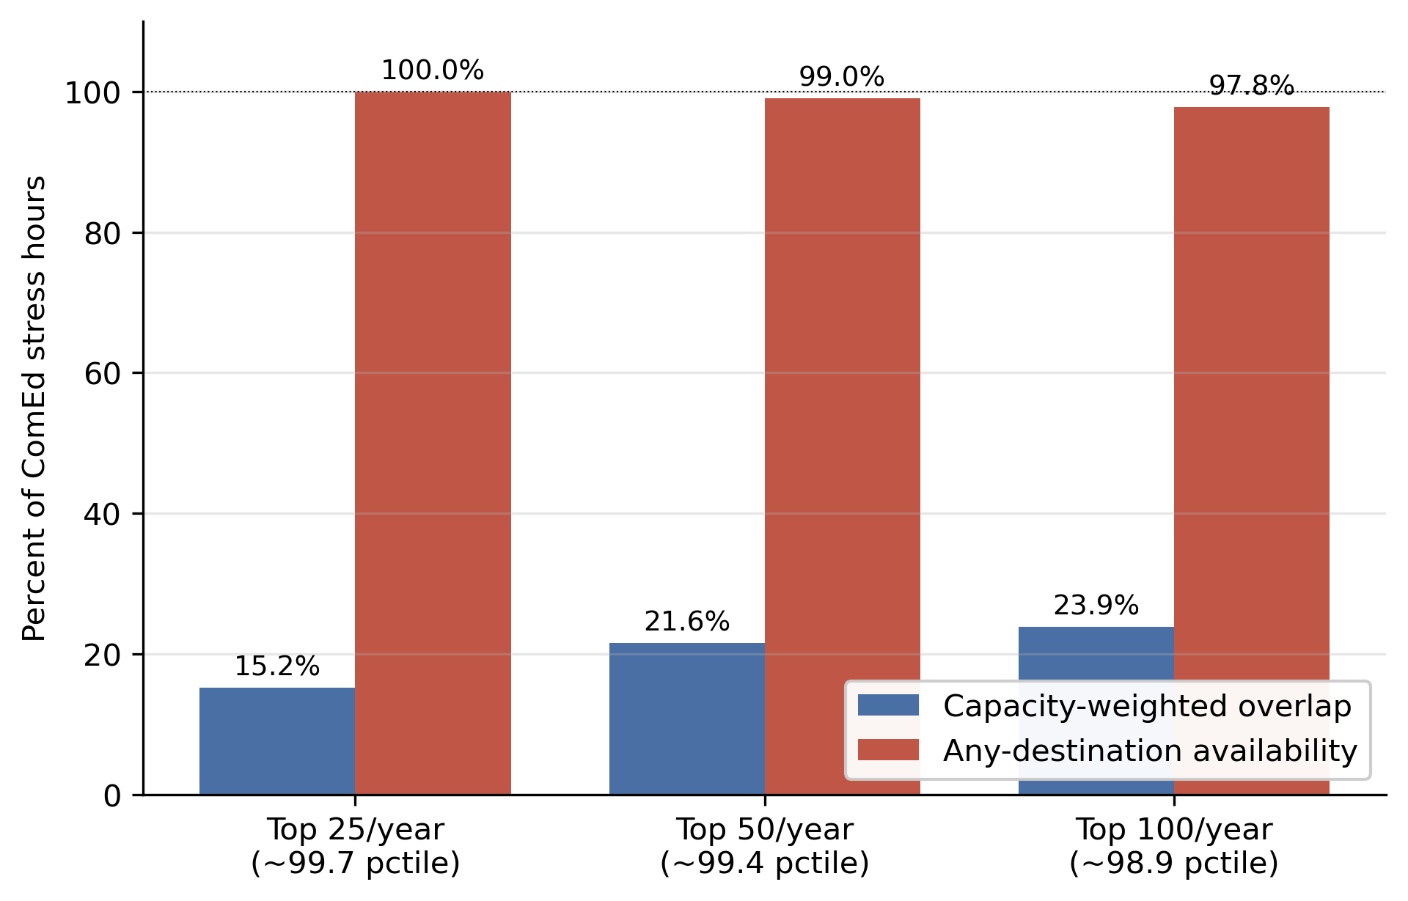 Percent of ComEd stress hours
100
80
60
40
20
0
15.2%
100.0%
21.6%
99.0%
23.9%
97.8%
Capacity-weighted overlap
Any-destination availability
Top 25/year
(~99.7 pctile)
Top 50/year
(~99.4 pctile)
Top 100/year
(~98.9 pctile)